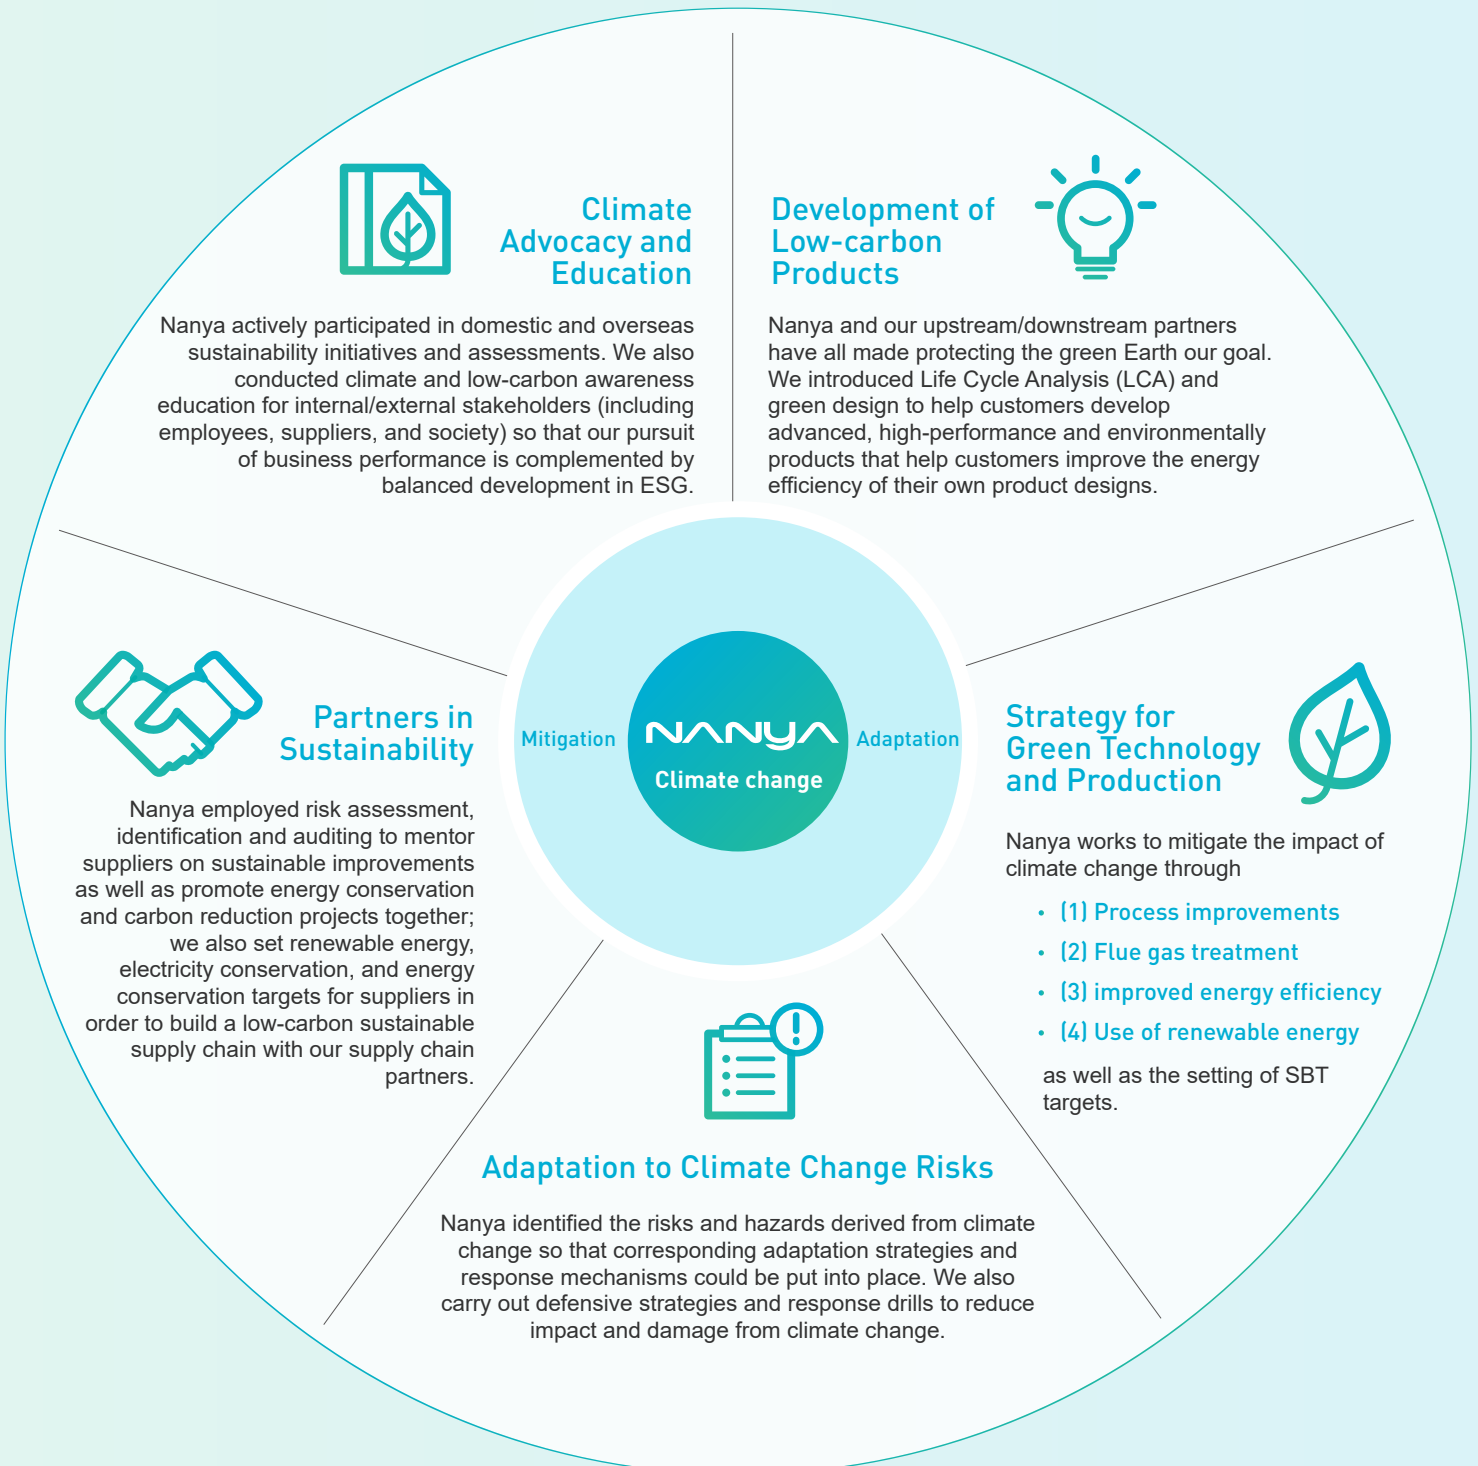 Climate
Advocacy and
Education
Nanya actively participated in domestic and overseas
sustainability initiatives and assessments. We also
conducted climate and low-carbon awareness
education for internal/external stakeholders (including
employees, suppliers, and society) so that our pursuit
of business performance is complemented by
balanced development in ESG.
Development of
Low-carbon
Products
Nanya and our upstream/downstream partners
have all made protecting the green Earth our goal.
We introduced Life Cycle Analysis (LCA) and
green design to help customers develop
advanced, high-performance and environmentally
products that help customers improve the energy
efficiency of their own product designs.
Partners in
Sustainability
Nanya employed risk assessment,
identification and auditing to mentor
suppliers on sustainable improvements
as well as promote energy conservation
and carbon reduction projects together;
we also set renewable energy,
electricity conservation, and energy
conservation targets for suppliers in
order to build a low-carbon sustainable
supply chain with our supply chain
partners.
Mitigation
NANYA
Climate change
Adaptation
Strategy for
Green Technology
and Production
Nanya works to mitigate the impact of
climate change through
• (1) Process improvements
• (2) Flue gas treatment
• (3) improved energy efficiency
• (4) Use of renewable energy
as well as the setting of SBT
targets.
Adaptation to Climate Change Risks
Nanya identified the risks and hazards derived from climate
change so that corresponding adaptation strategies and
response mechanisms could be put into place. We also
carry out defensive strategies and response drills to reduce
impact and damage from climate change.